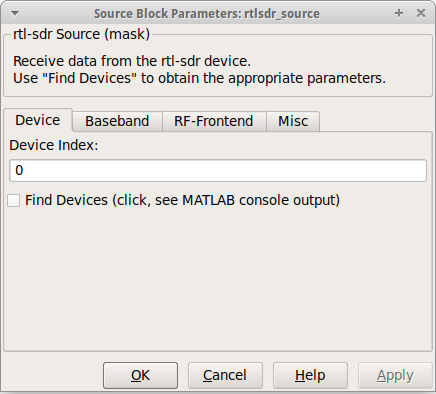 Source Block Parameters: rtlsdr_source
rtl-sdr Source (mask)
Receive data from the rtl-sdr device.
Use "Find Devices" to obtain the appropriate parameters.
Device Baseband RF-Frontend Misc
Device Index:
0
Find Devices (click, see MATLAB console output)
OK Cancel Help Apply